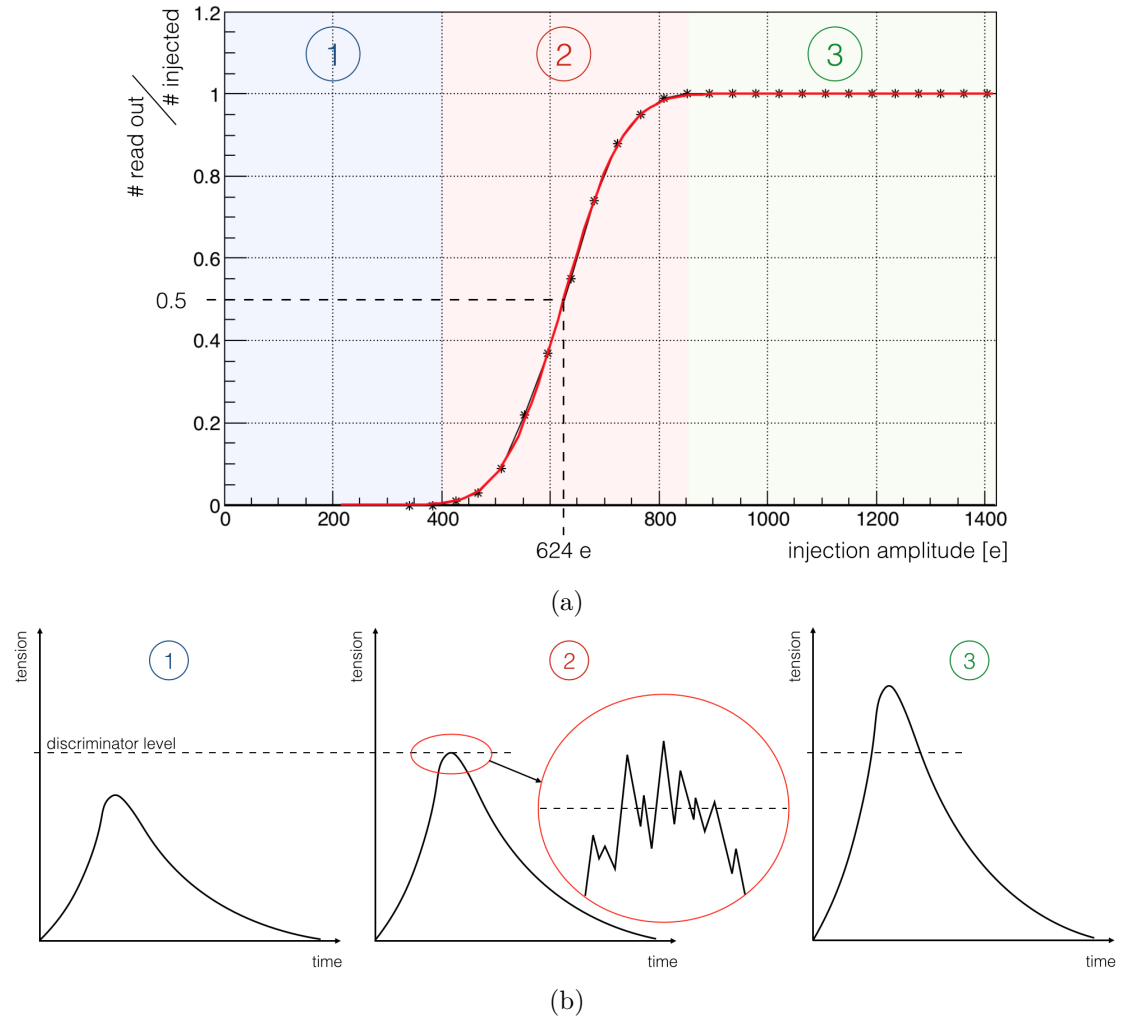 1.2
1
0.8
0.6
0.5
0.4
0.2
0
# read out / # injected
1
2
3
0 200 400 600 800 1000 1200 1400
624 e
injection amplitude [e]
(a)
tension
1
discriminator level
time
tension
2
time
tension
3
time
(b)